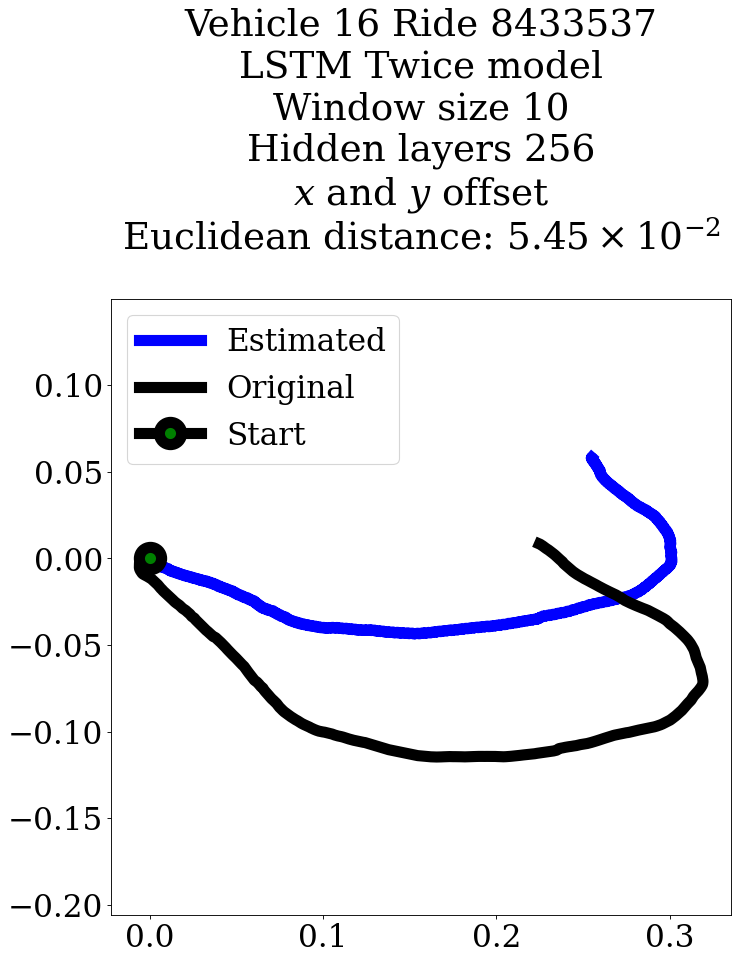 Vehicle 16 Ride 8433537
LSTM Twice model
Window size 10
Hidden layers 256
x and y offset
Euclidean distance: 5.45 × 10⁻²
Estimated
Original
Start
0.10
0.05
0.00
−0.05
−0.10
−0.15
−0.20
0.0 0.1 0.2 0.3